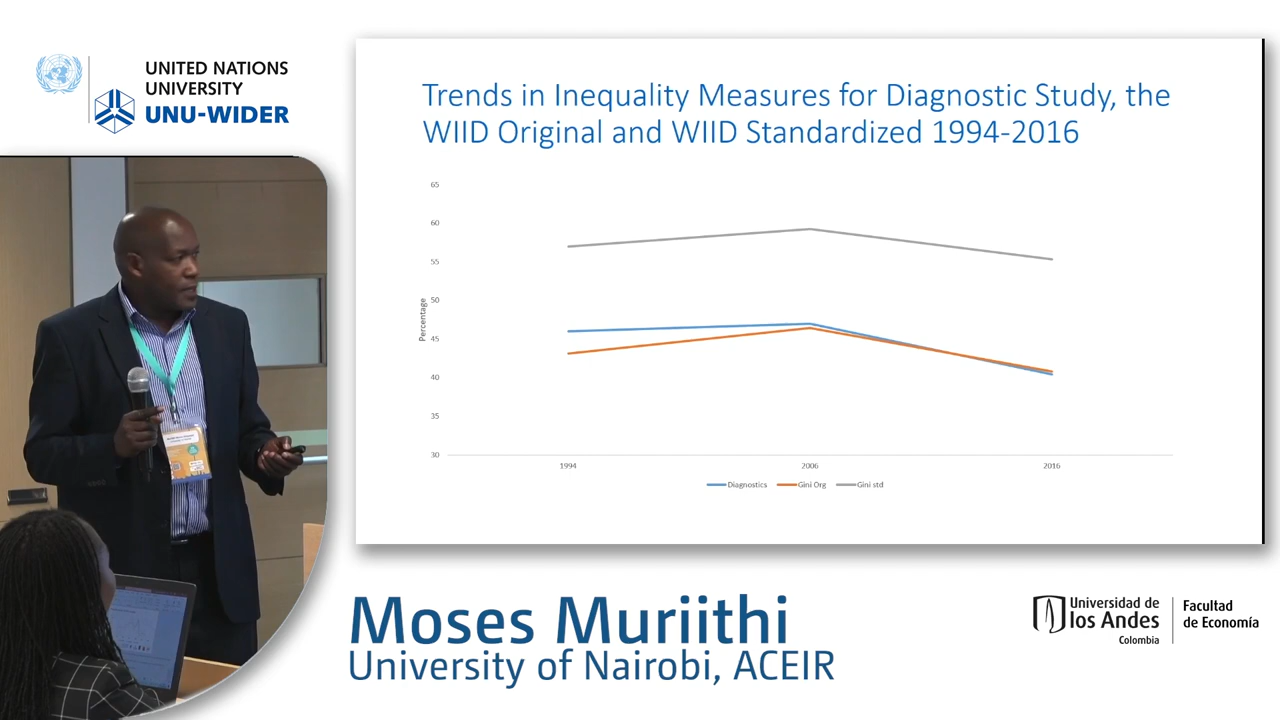 UNITED NATIONS
UNIVERSITY
UNU-WIDER
Trends in Inequality Measures for Diagnostic Study, the
WIID Original and WIID Standardized 1994-2016
65
60
55
50
45
40
35
30
Percentage
1994
2006
2016
Diagnostics
Gini Org
Gini std
Moses Muriithi
University of Nairobi, ACEIR
Universidad de
los Andes
Colombia
Facultad
de Economía